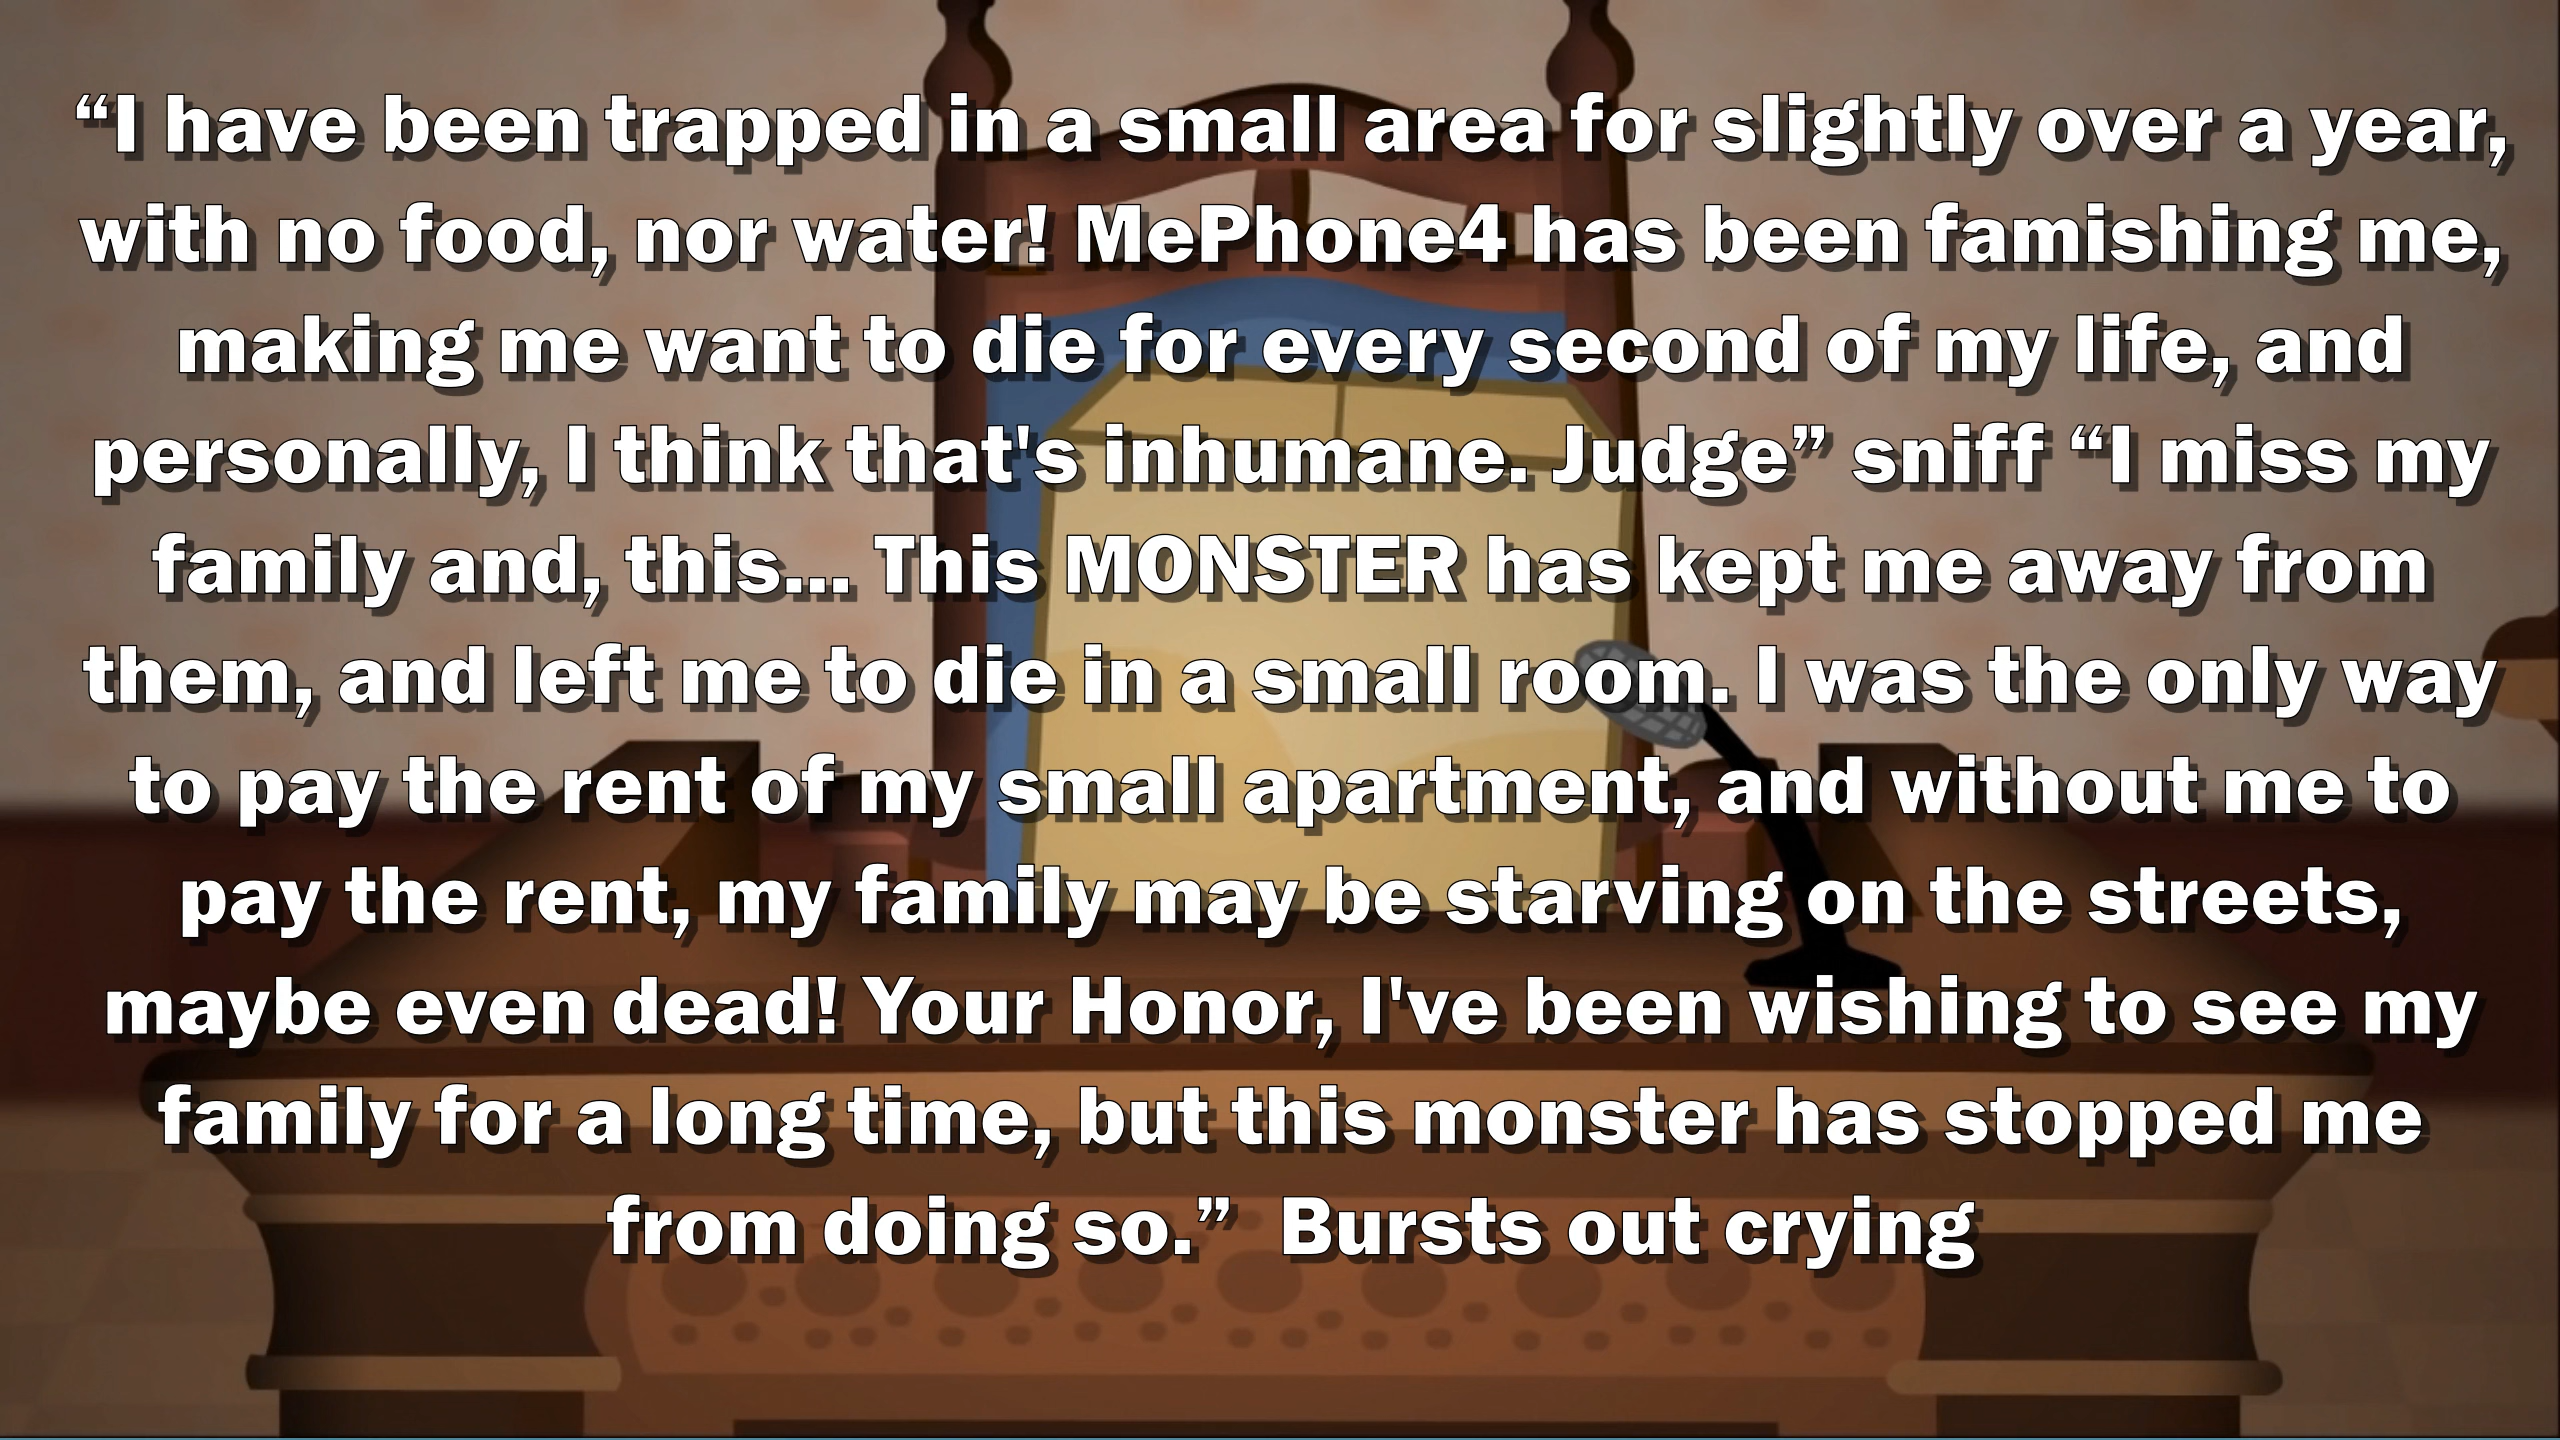 “I have been trapped in a small area for slightly over a year,
with no food, nor water! MePhone4 has been famishing me,
making me want to die for every second of my life, and
personally, I think that's inhumane. Judge” sniff “I miss my
family and, this... This MONSTER has kept me away from
them, and left me to die in a small room. I was the only way
to pay the rent of my small apartment, and without me to
pay the rent, my family may be starving on the streets,
maybe even dead! Your Honor, I've been wishing to see my
family for a long time, but this monster has stopped me
from doing so.”  Bursts out crying